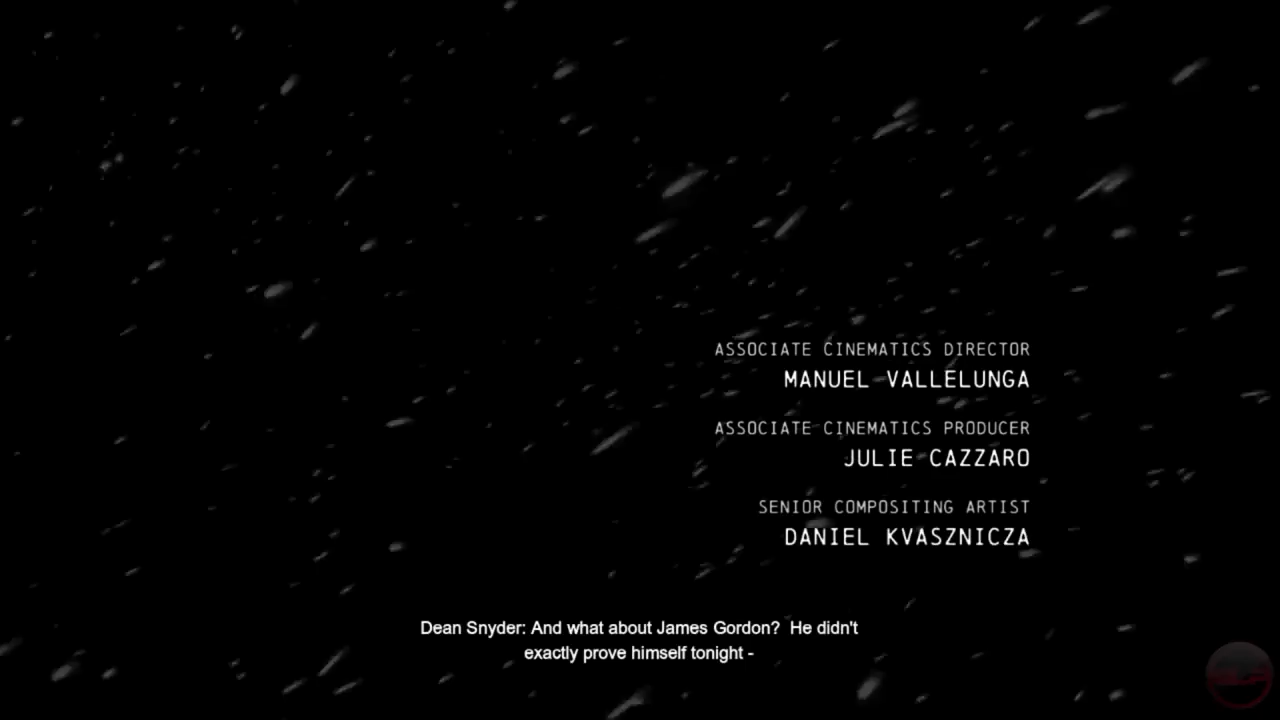 ASSOCIATE CINEMATICS DIRECTOR
MANUEL VALLELUNGA
ASSOCIATE CINEMATICS PRODUCER
JULIE CAZZARO
SENIOR COMPOSITING ARTIST
DANIEL KVASZNICZA
Dean Snyder: And what about James Gordon?  He didn't
exactly prove himself tonight -